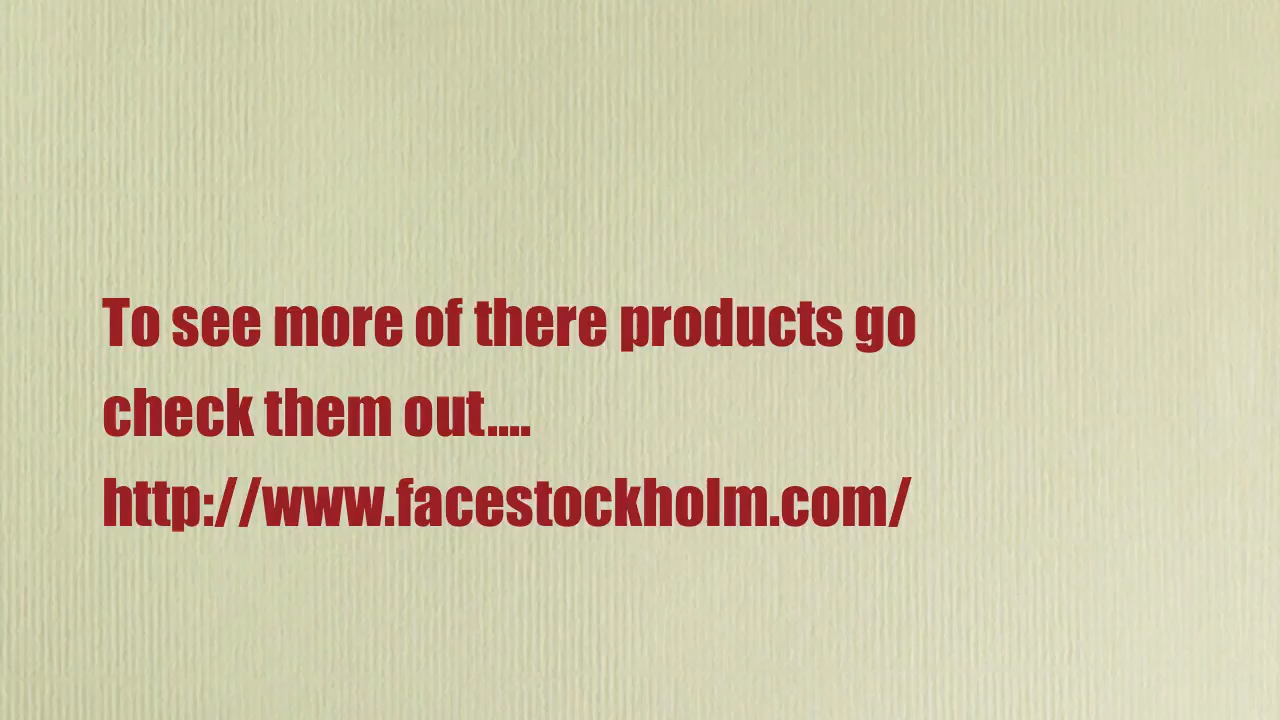 To see more of there products go
check them out....
http://www.facestockholm.com/